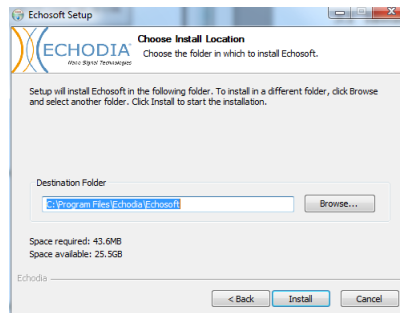 Echosoft Setup
ECHODIA
Choose Install Location
Choose the folder in which to install Echosoft.
Setup will install Echosoft in the following folder. To install in a different folder, click Browse
and select another folder. Click Install to start the installation.
Destination Folder
C:\Program Files\Echodia\Echosoft
Browse...
Space required: 43.6MB
Space available: 25.5GB
Echodia
< Back
Install
Cancel